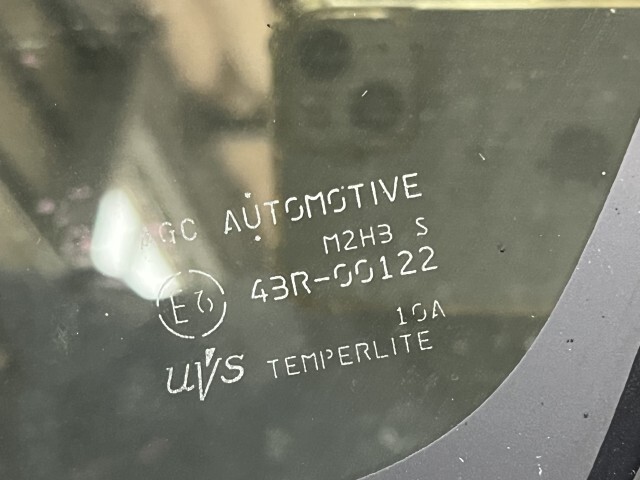 AGC AUTOMOTIVE
M2H3 S
43R-00122
E6
10A
UVS TEMPERLITE